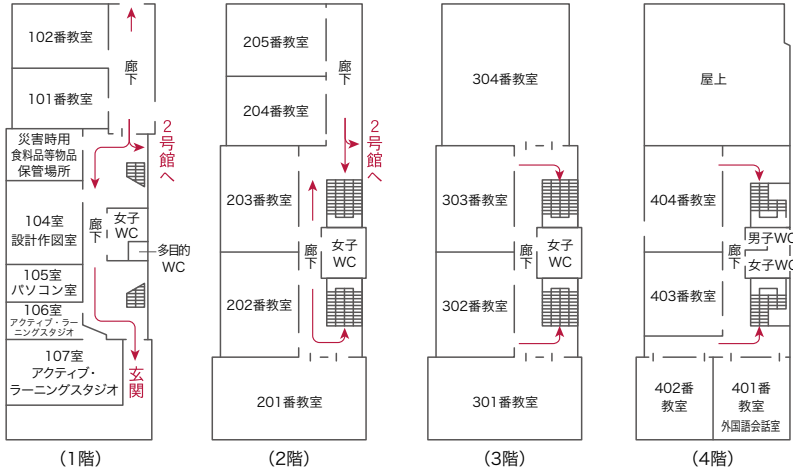 102番教室
廊下
101番教室
2号館へ
災害時用
食料品等物品
保管場所
104室
設計作図室
廊下
女子
WC
多目的
WC
105室
パソコン室
106室
アクティブ・ラー
ニングスタジオ
107室
アクティブ・
ラーニングスタジオ
玄関
（1階）
205番教室
廊下
204番教室
2号館へ
203番教室
廊下
女子
WC
202番教室
201番教室
（2階）
304番教室
303番教室
廊下
女子
WC
302番教室
301番教室
（3階）
屋上
404番教室
廊下
男子WC
女子WC
403番教室
402番
教室
401番
教室
外国語会話室
（4階）